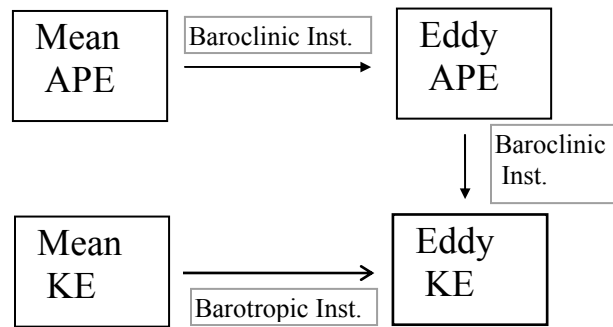 Mean
APE
Baroclinic Inst.
Eddy
APE
Baroclinic
Inst.
Mean
KE
Barotropic Inst.
Eddy
KE